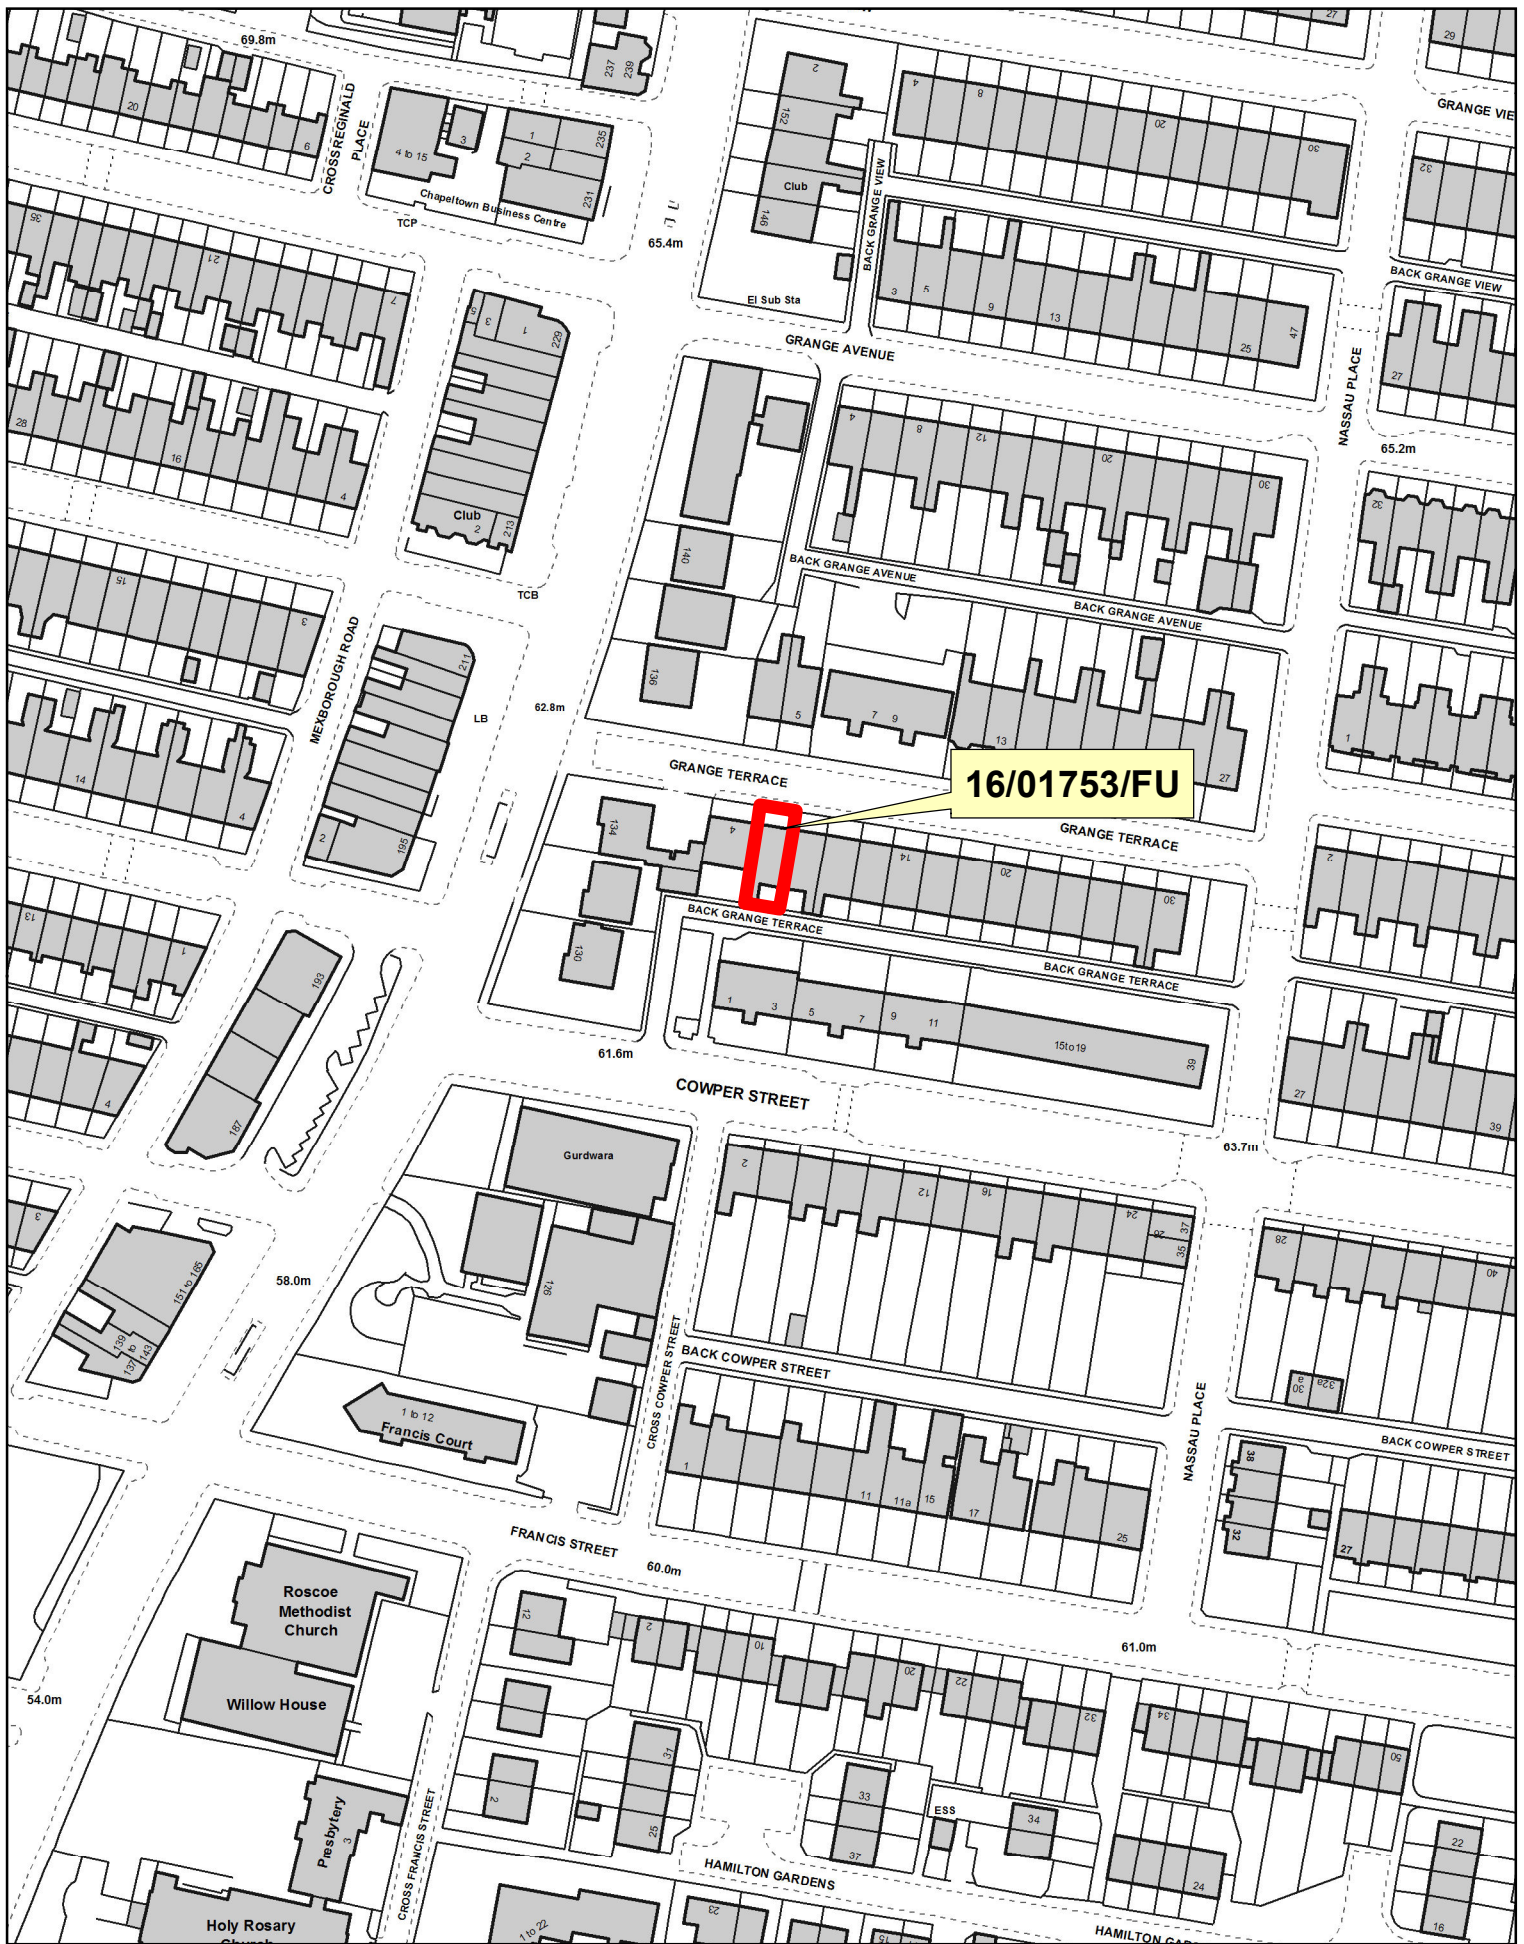 69.8m
20
6
CROSS REGINALD
PLACE
4 to 15
3
1
2
235
231
237
239
Chapeltown Business Centre
TCP
65.4m
2
152
Club
146
El Sub Sta
BACK GRANGE VIEW
4
8
20
30
27
29
GRANGE VIE
32
BACK GRANGE VIEW
3
5
9
13
25
47
27
NASSAU PLACE
65.2m
GRANGE AVENUE
35
21
7
28
16
4
5
3
1
229
Club
2
213
TCB
4
8
12
20
30
32
140
BACK GRANGE AVENUE
BACK GRANGE AVENUE
15
3
MEXBOROUGH ROAD
211
LB
62.8m
136
5
7
9
13
27
1
14
4
2
195
GRANGE TERRACE
16/01753/FU
GRANGE TERRACE
134
4
14
20
30
2
130
BACK GRANGE TERRACE
BACK GRANGE TERRACE
13
1
4
193
187
1
3
5
7
9
11
15to19
39
61.6m
COWPER STREET
27
39
63.7m
Gurdwara
126
2
12
16
24
26
37
35
28
40
3
151 to 165
139
to
143
137
58.0m
CROSS COWPER STREET
BACK COWPER STREET
30
a
32a
1 to 12
Francis Court
1
11
11a
15
17
25
NASSAU PLACE
38
32
27
BACK COWPER STREET
FRANCIS STREET
60.0m
61.0m
Roscoe
Methodist
Church
Willow House
54.0m
12
2
10
20
22
32
34
50
2
31
25
33
37
ESS
34
24
22
16
Presbytery
3
CROSS FRANCIS STREET
HAMILTON GARDENS
Holy Rosary
1 to 22
23
15